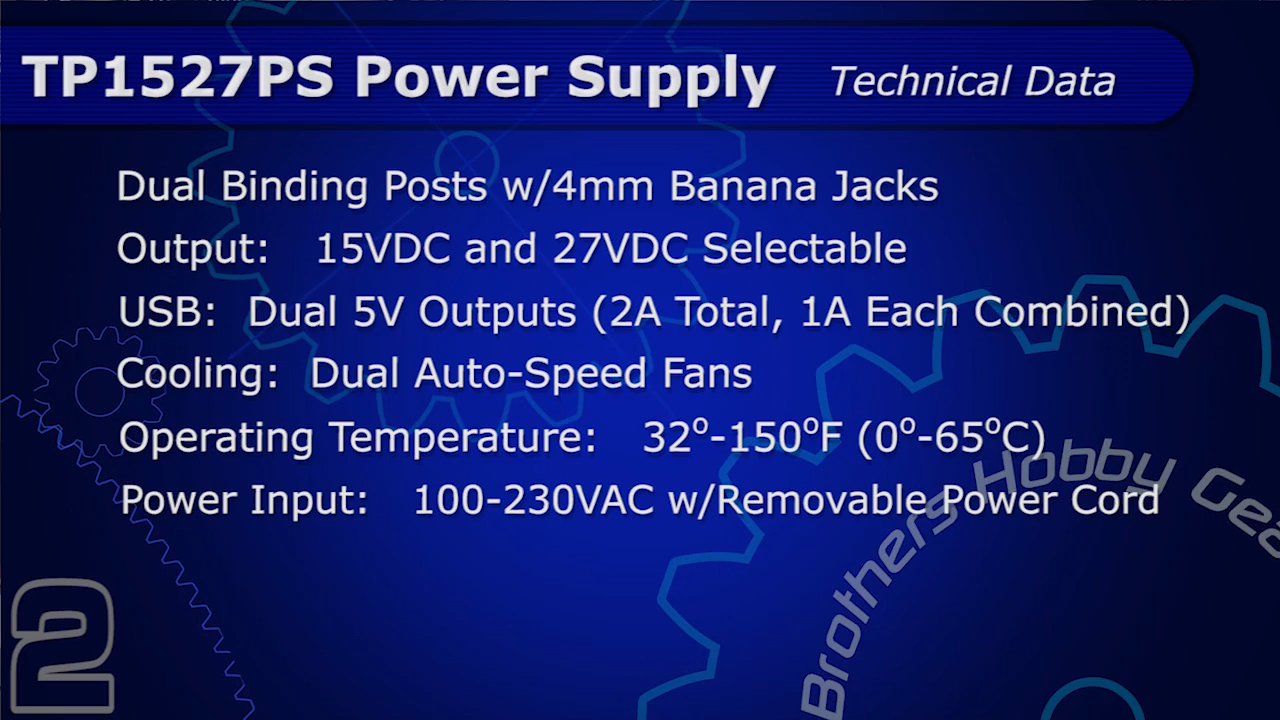 TP1527PS Power Supply Technical Data
Dual Binding Posts w/4mm Banana Jacks
Output: 15VDC and 27VDC Selectable
USB: Dual 5V Outputs (2A Total, 1A Each Combined)
Cooling: Dual Auto-Speed Fans
Operating Temperature: 32º-150ºF (0º-65ºC)
Power Input: 100-230VAC w/Removable Power Cord
2
Brothers Hobby Gea